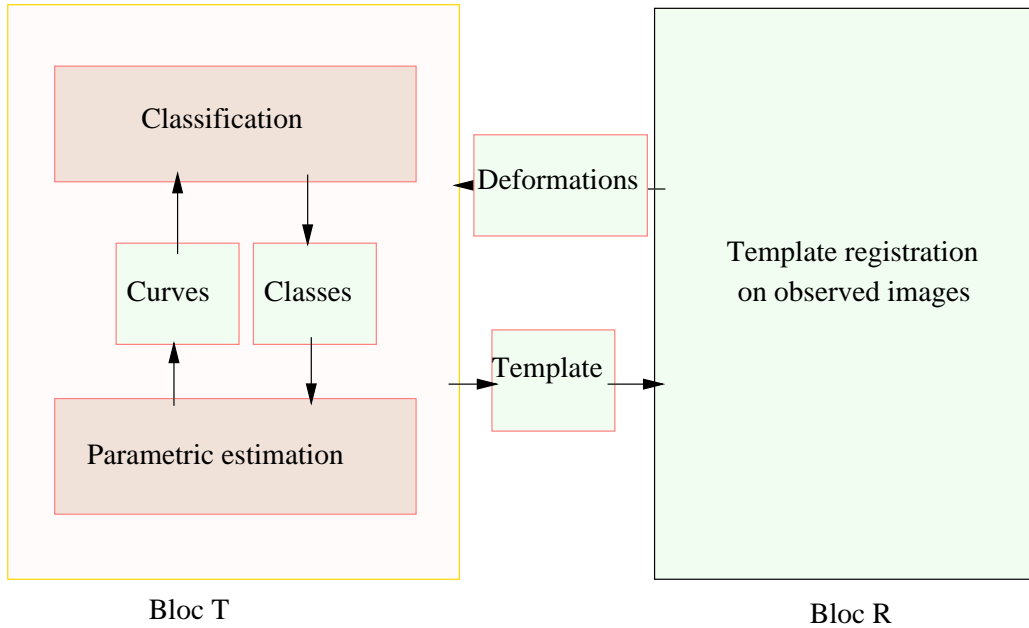 Classification
Deformations
Template registration
on observed images
Curves
Classes
Template
Parametric estimation
Bloc T
Bloc R